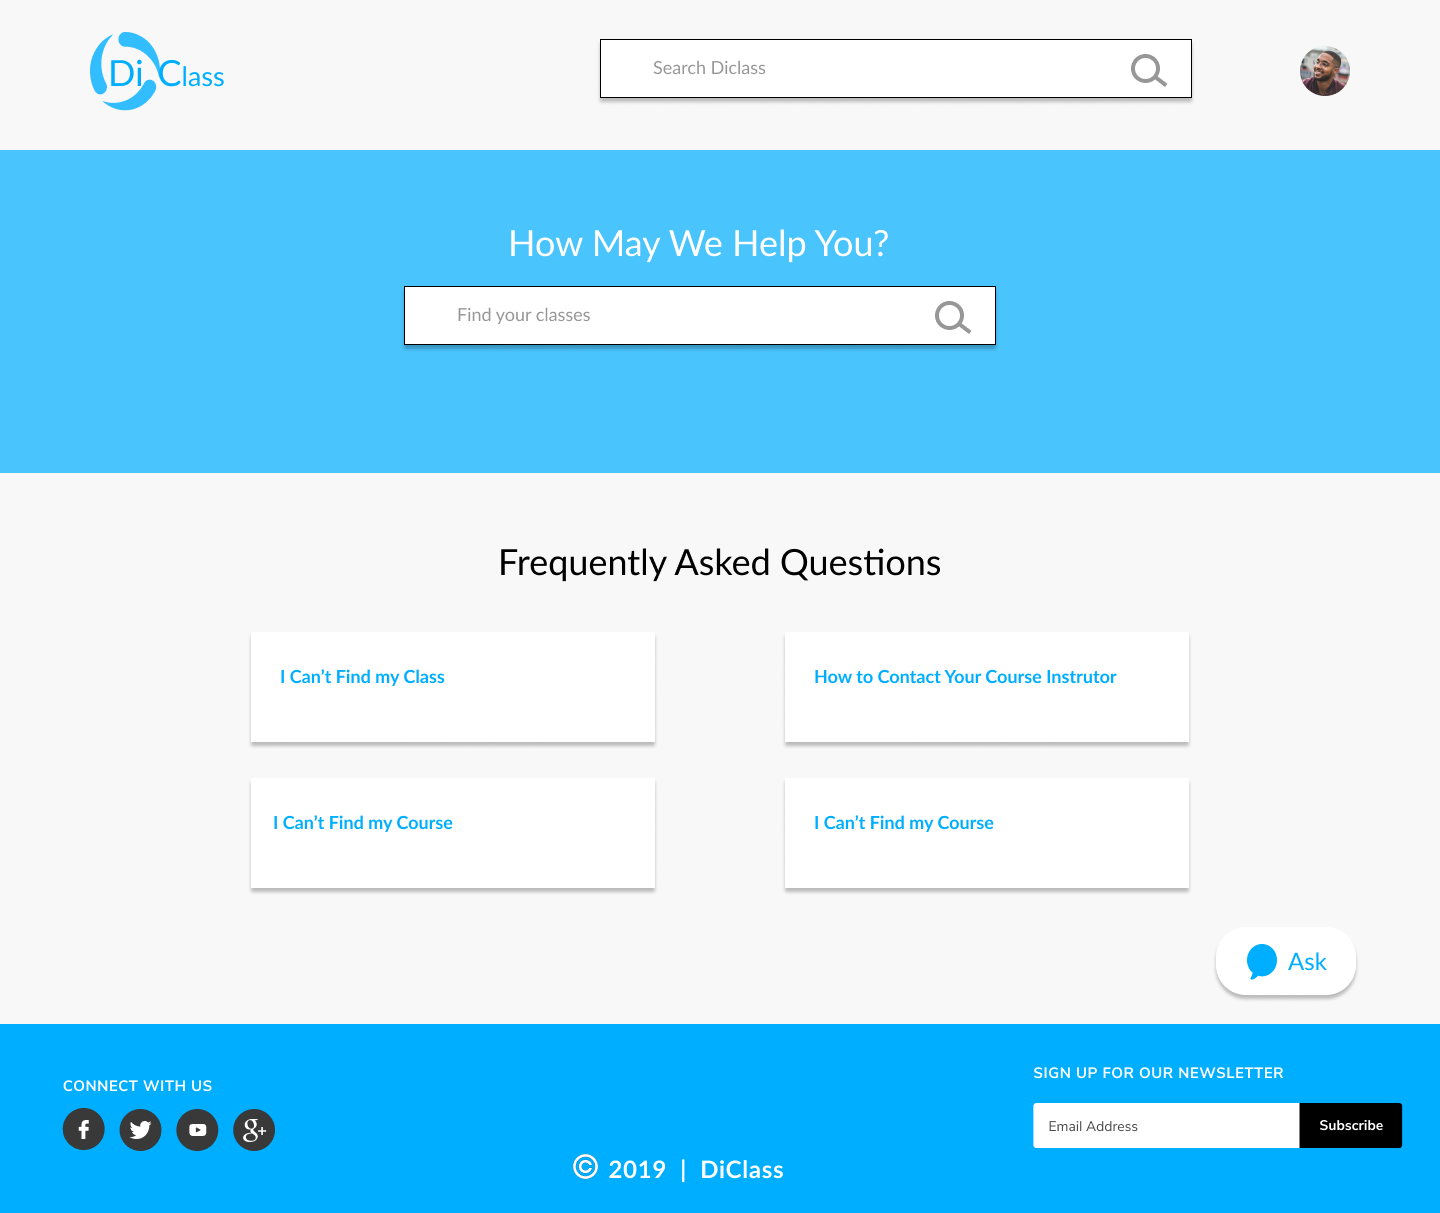 Di Class
Search Diclass
How May We Help You?
Find your classes
Frequently Asked Questions
I Can't Find my Class
How to Contact Your Course Instrutor
I Can't Find my Course
I Can't Find my Course
Ask
CONNECT WITH US
SIGN UP FOR OUR NEWSLETTER
Email Address
Subscribe
© 2019 | DiClass